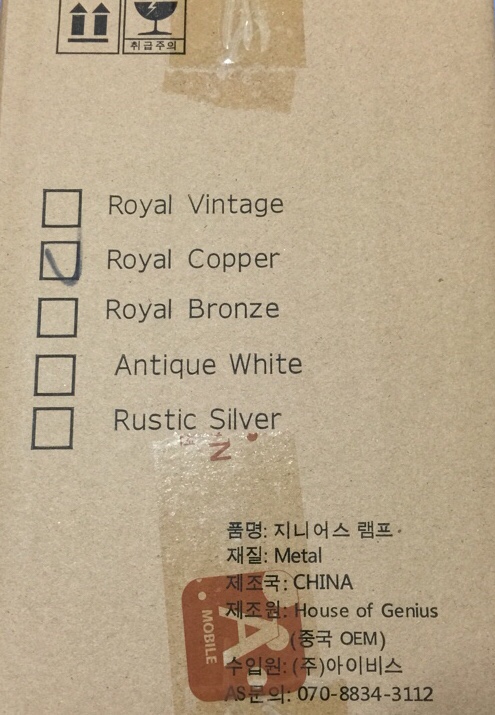 취급주의
Royal Vintage
Royal Copper
Royal Bronze
Antique White
Rustic Silver
N
품명: 지니어스 램프
재질: Metal
제조국: CHINA
제조원: House of Genius
(중국 OEM)
수입원: (주)아이비스
AS문의: 070-8834-3112
A
MOBILE